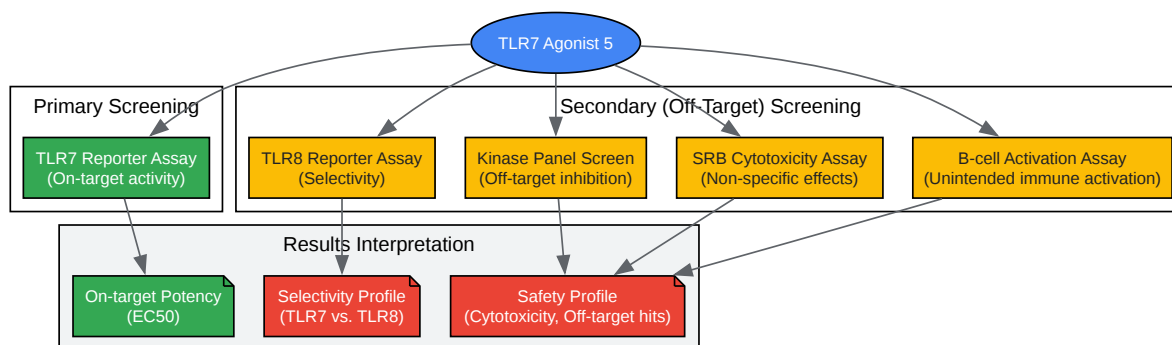 TLR7 Agonist 5
Primary Screening
Secondary (Off-Target) Screening
TLR7 Reporter Assay
(On-target activity)
TLR8 Reporter Assay
(Selectivity)
Kinase Panel Screen
(Off-target inhibition)
SRB Cytotoxicity Assay
(Non-specific effects)
B-cell Activation Assay
(Unintended immune activation)
Results Interpretation
On-target Potency
(EC50)
Selectivity Profile
(TLR7 vs. TLR8)
Safety Profile
(Cytotoxicity, Off-target hits)